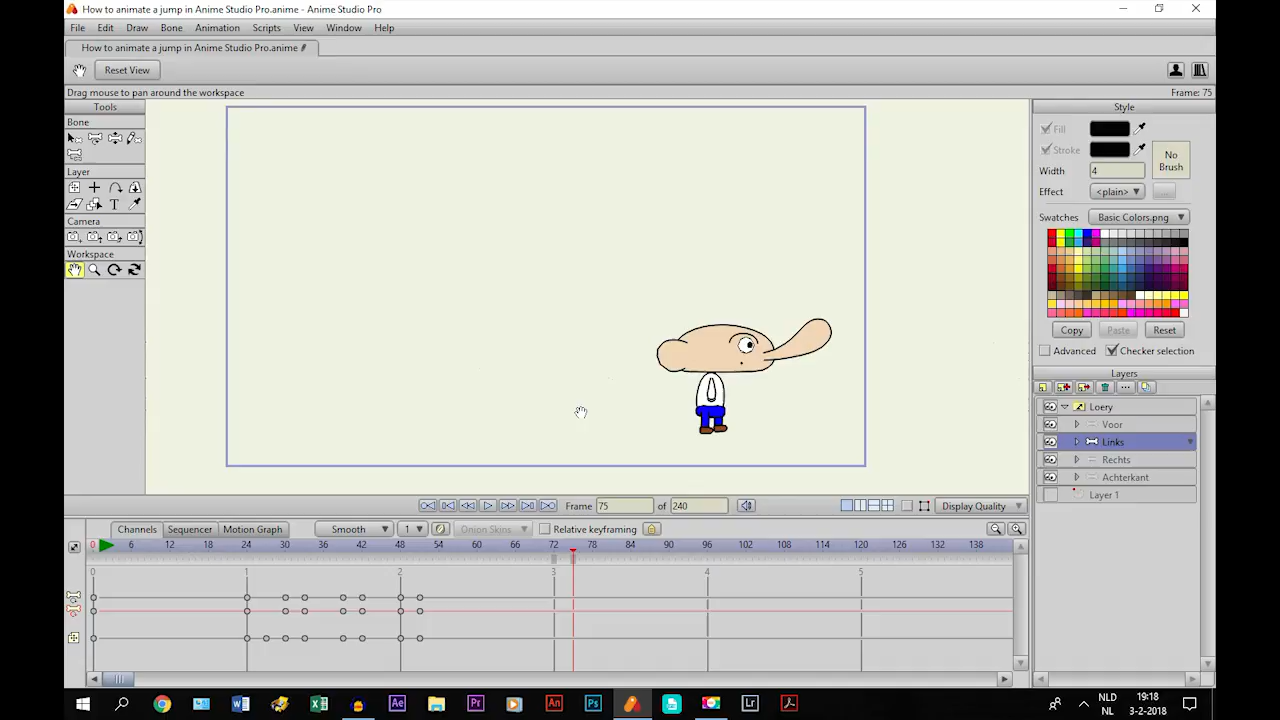 How to animate a jump in Anime Studio Pro.anime - Anime Studio Pro
File Edit Draw Bone Animation Scripts View Window Help
How to animate a jump in Anime Studio Pro.anime
Reset View
Drag mouse to pan around the workspace
Frame: 75
Tools
Bone
Layer
T
Camera
Workspace
Style
Fill
Stroke
No Brush
Width 4
Effect <plain> ...
Swatches Basic Colors.png
Copy Paste Reset
Advanced Checker selection
Layers
...
Loery
Voor
Links
Rechts
Achterkant
Layer 1
Frame 75 of 240 Display Quality
Channels Sequencer Motion Graph Smooth 1 Onion Skins Relative keyframing
0 6 12 18 24 30 36 42 48 54 60 66 72 78 84 90 96 102 108 114 120 126 132 138
0 1 2 3 4 5
Ae Pr An Ps Lr
NLD
NL
19:18
3-2-2018